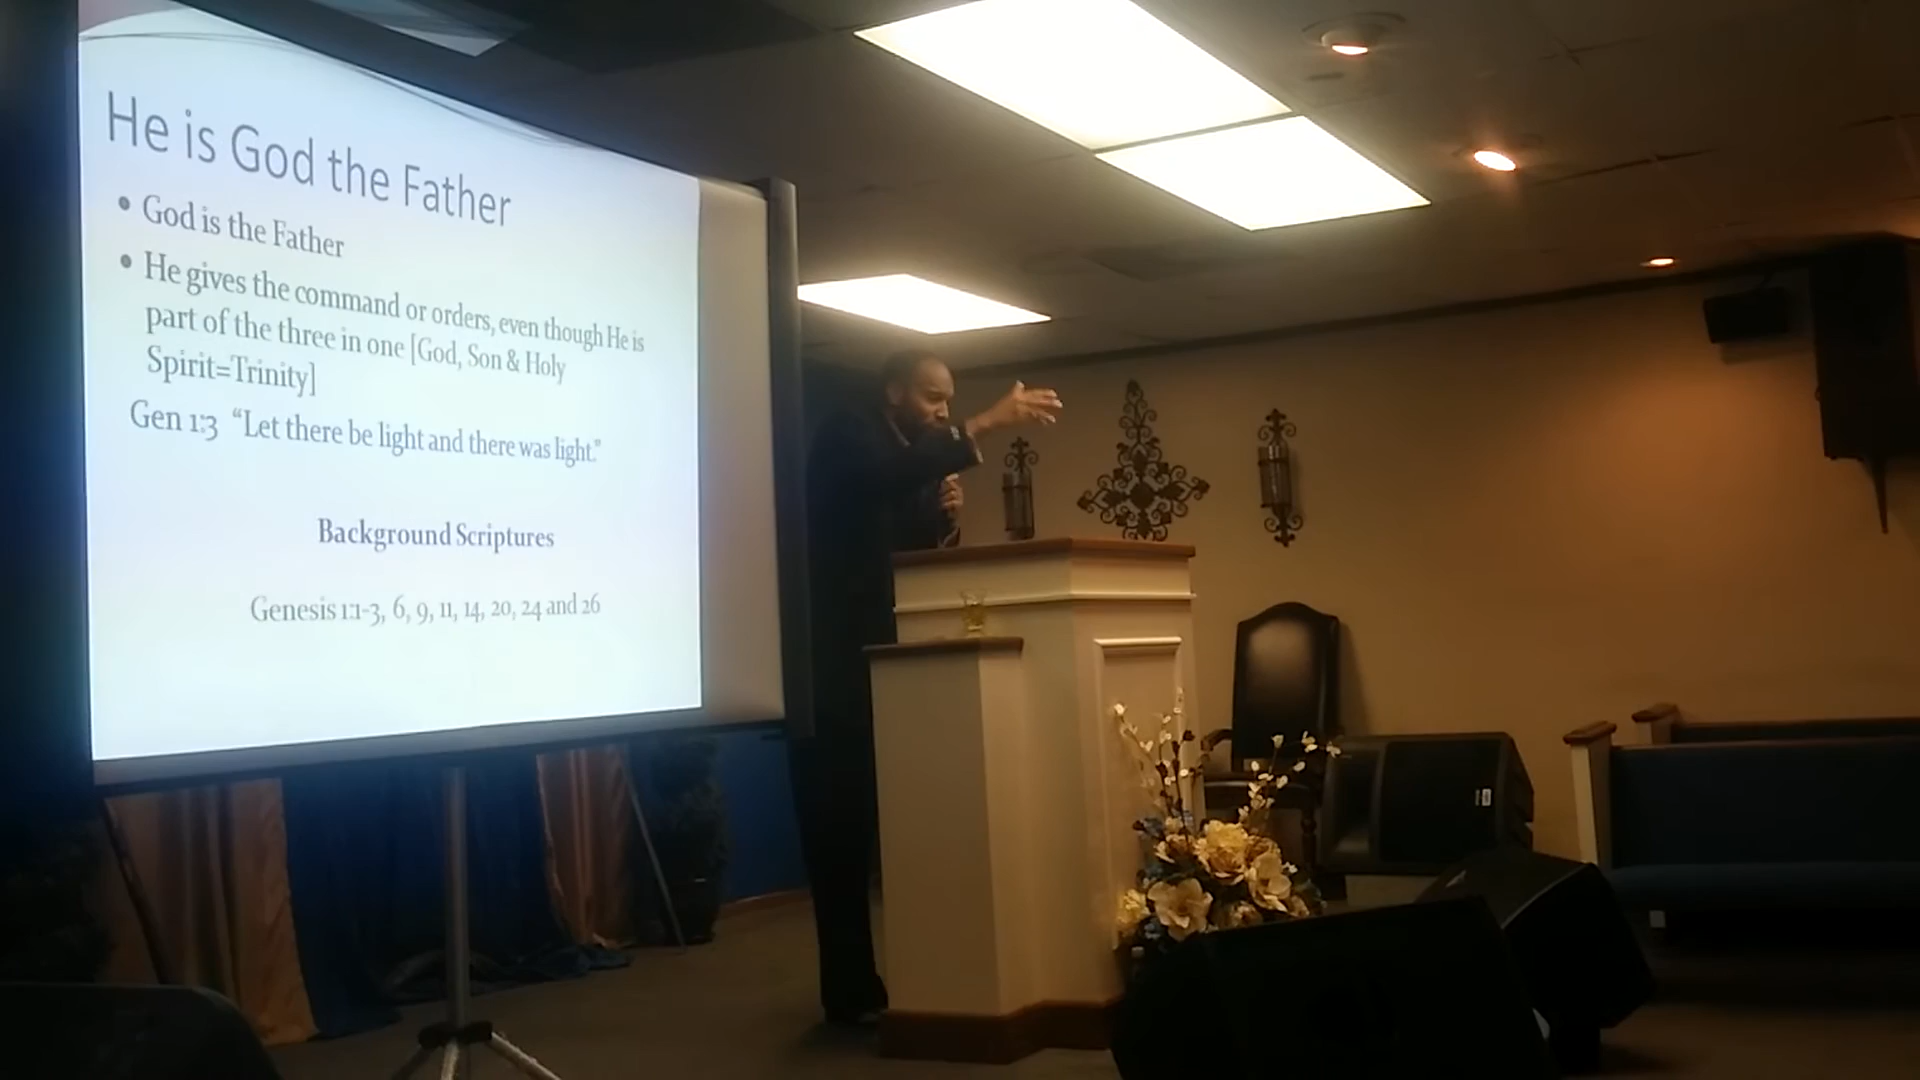 He is God the Father
• God is the Father
• He gives the command or orders, even though He is
part of the three in one [God, Son & Holy
Spirit=Trinity]
Gen 1:3 “Let there be light and there was light.”
Background Scriptures
Genesis 1:1-3, 6, 9, 11, 14, 20, 24 and 26